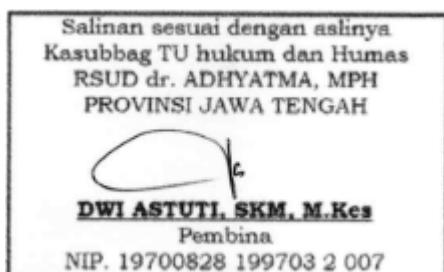 Salinan sesuai dengan aslinya
Kasubbag TU hukum dan Humas
RSUD dr. ADHYATMA, MPH
PROVINSI JAWA TENGAH
DWI ASTUTI, SKM, M.Kes
Pembina
NIP. 19700828 199703 2 007